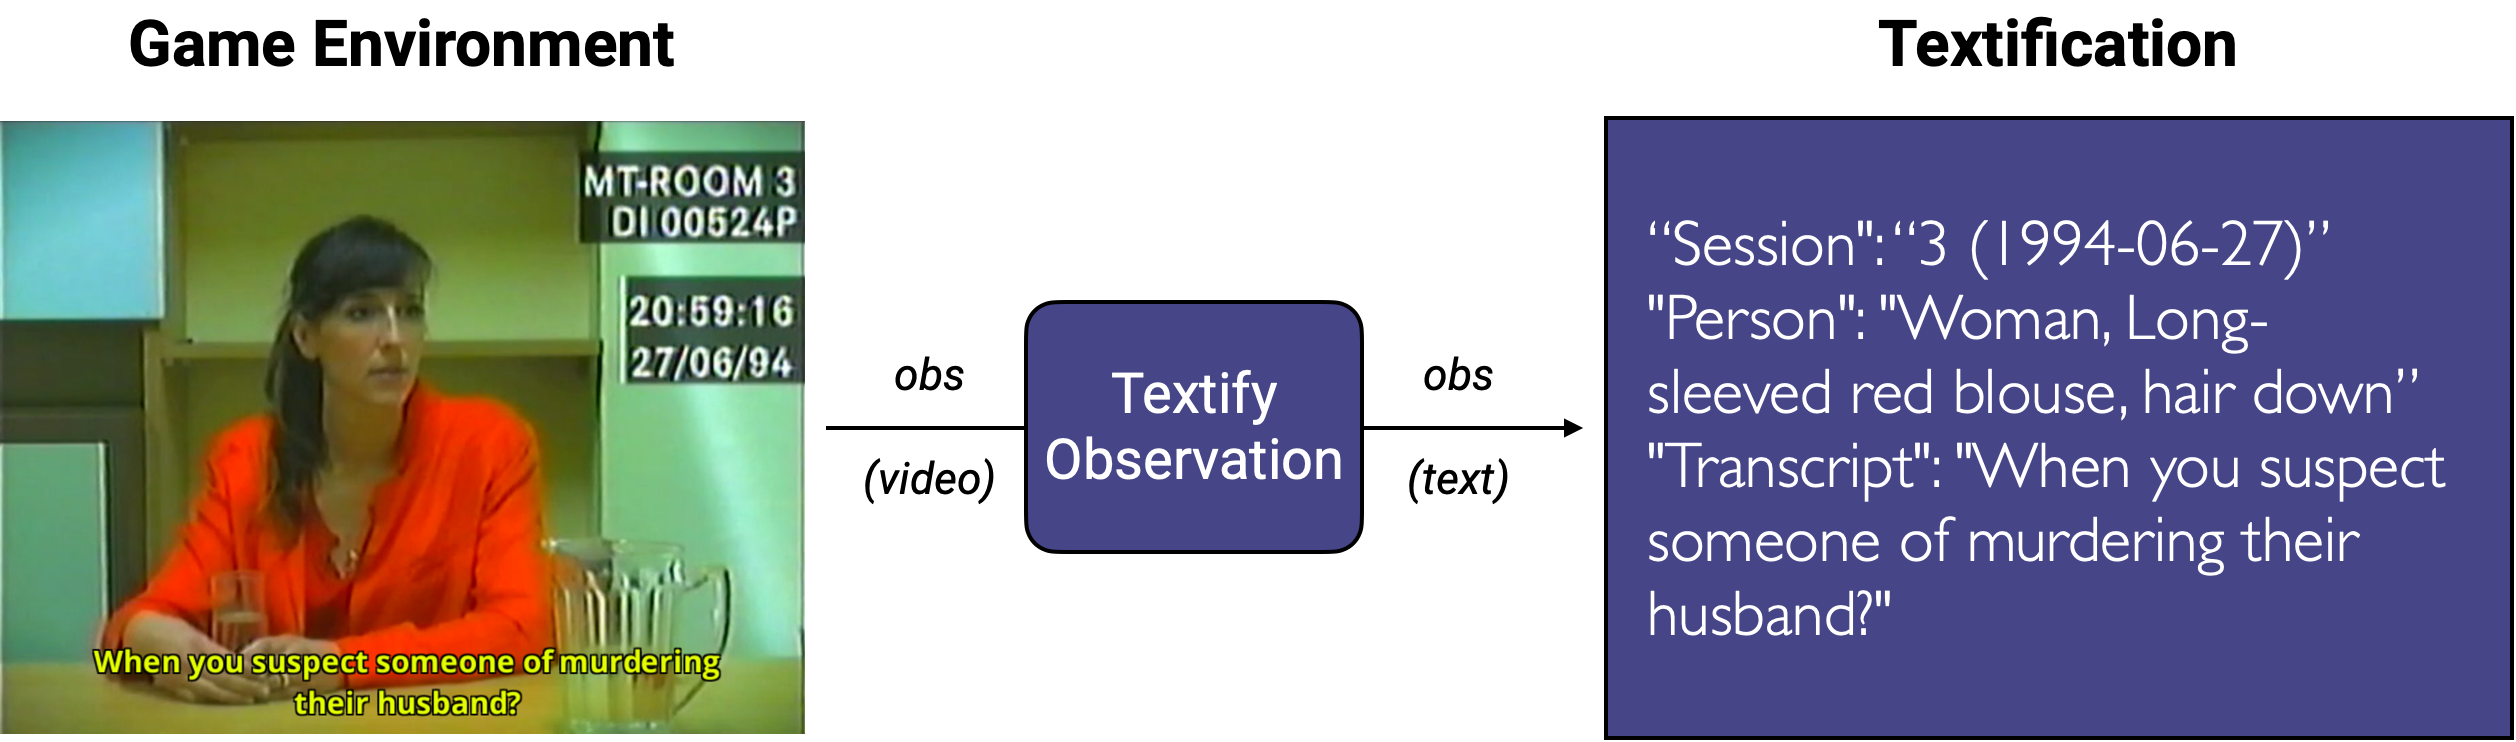 Game Environment
Textification
MT-ROOM 3
DI 00524P
20:59:16
27/06/94
When you suspect someone of murdering
their husband?
obs
(video)
Textify
Observation
obs
(text)
“Session":“3 (1994-06-27)”
"Person": "Woman, Long-
sleeved red blouse, hair down”
"Transcript": "When you suspect
someone of murdering their
husband?"